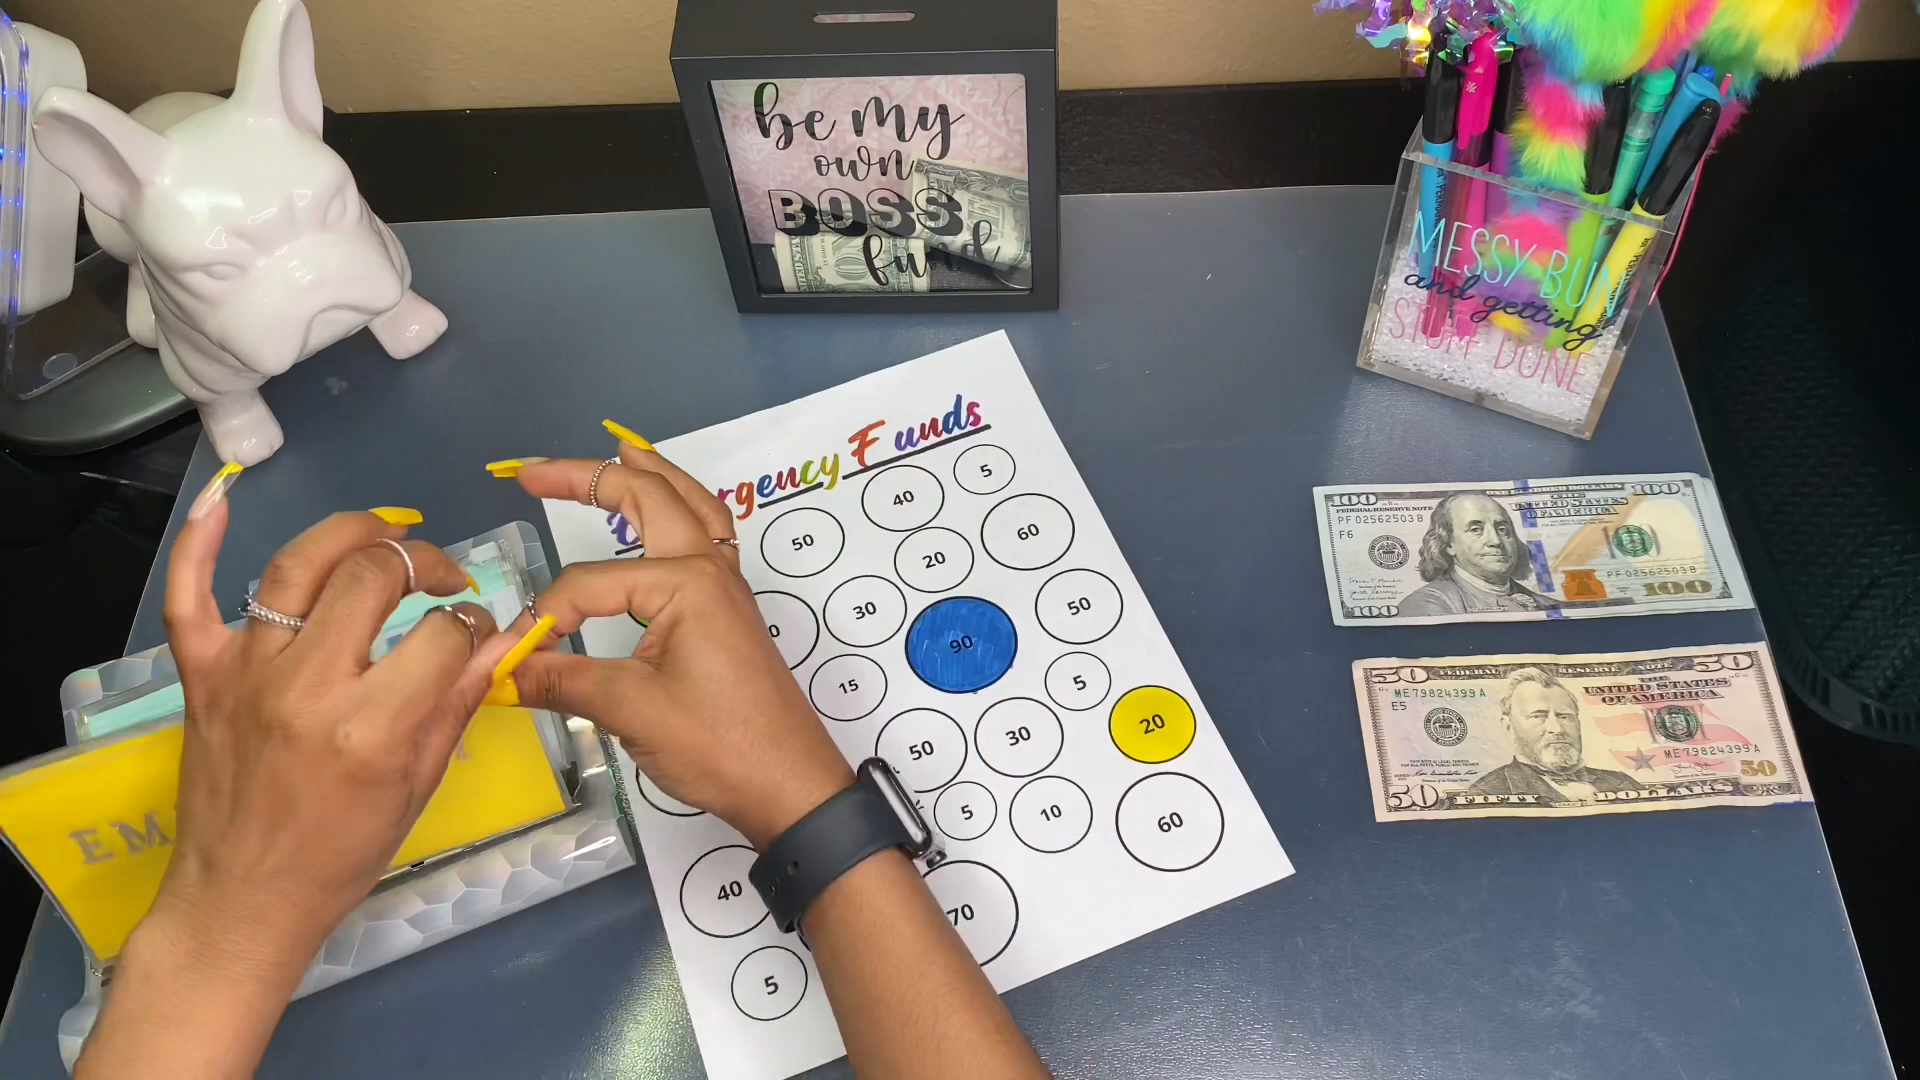 be my
own
BOSS
fund
MESSY BUN
and getting
STUFF DONE
rgency Funds
40
5
50
20
60
30
90
50
15
5
50
30
20
5
10
60
40
70
5
EM
100
100
FEDERAL RESERVE NOTE
THE UNITED STATES
OF AMERICA
PF 02562503 B
F6
PF 02562503 B
100
100
50
FEDERAL RESERVE NOTE
50
THE
UNITED STATES
OF AMERICA
ME 79824399 A
E5
ME 79824399 A
50
FIFTY
DOLLARS
50